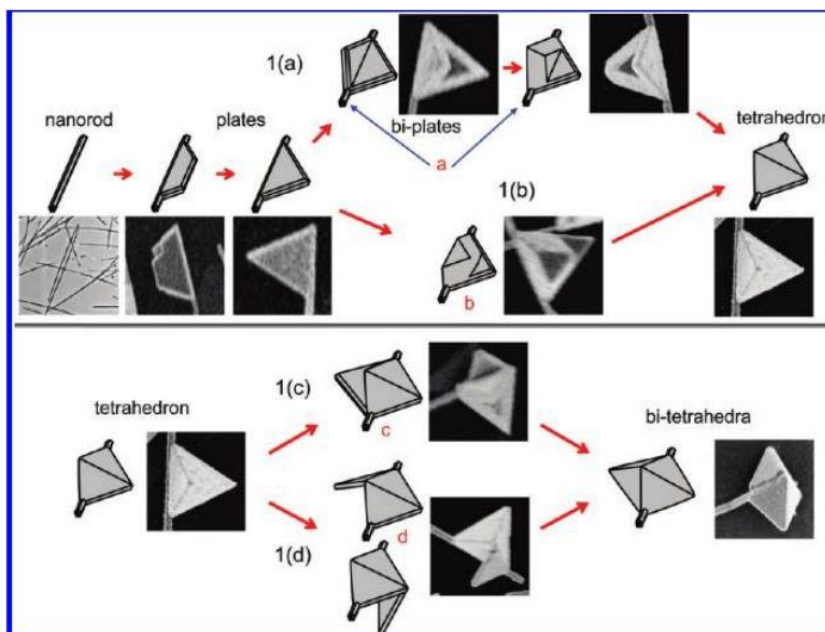 1(a)
nanorod
plates
bi-plates
a
tetrahedron
1(b)
b
1(c)
tetrahedron
c
bi-tetrahedra
d
1(d)